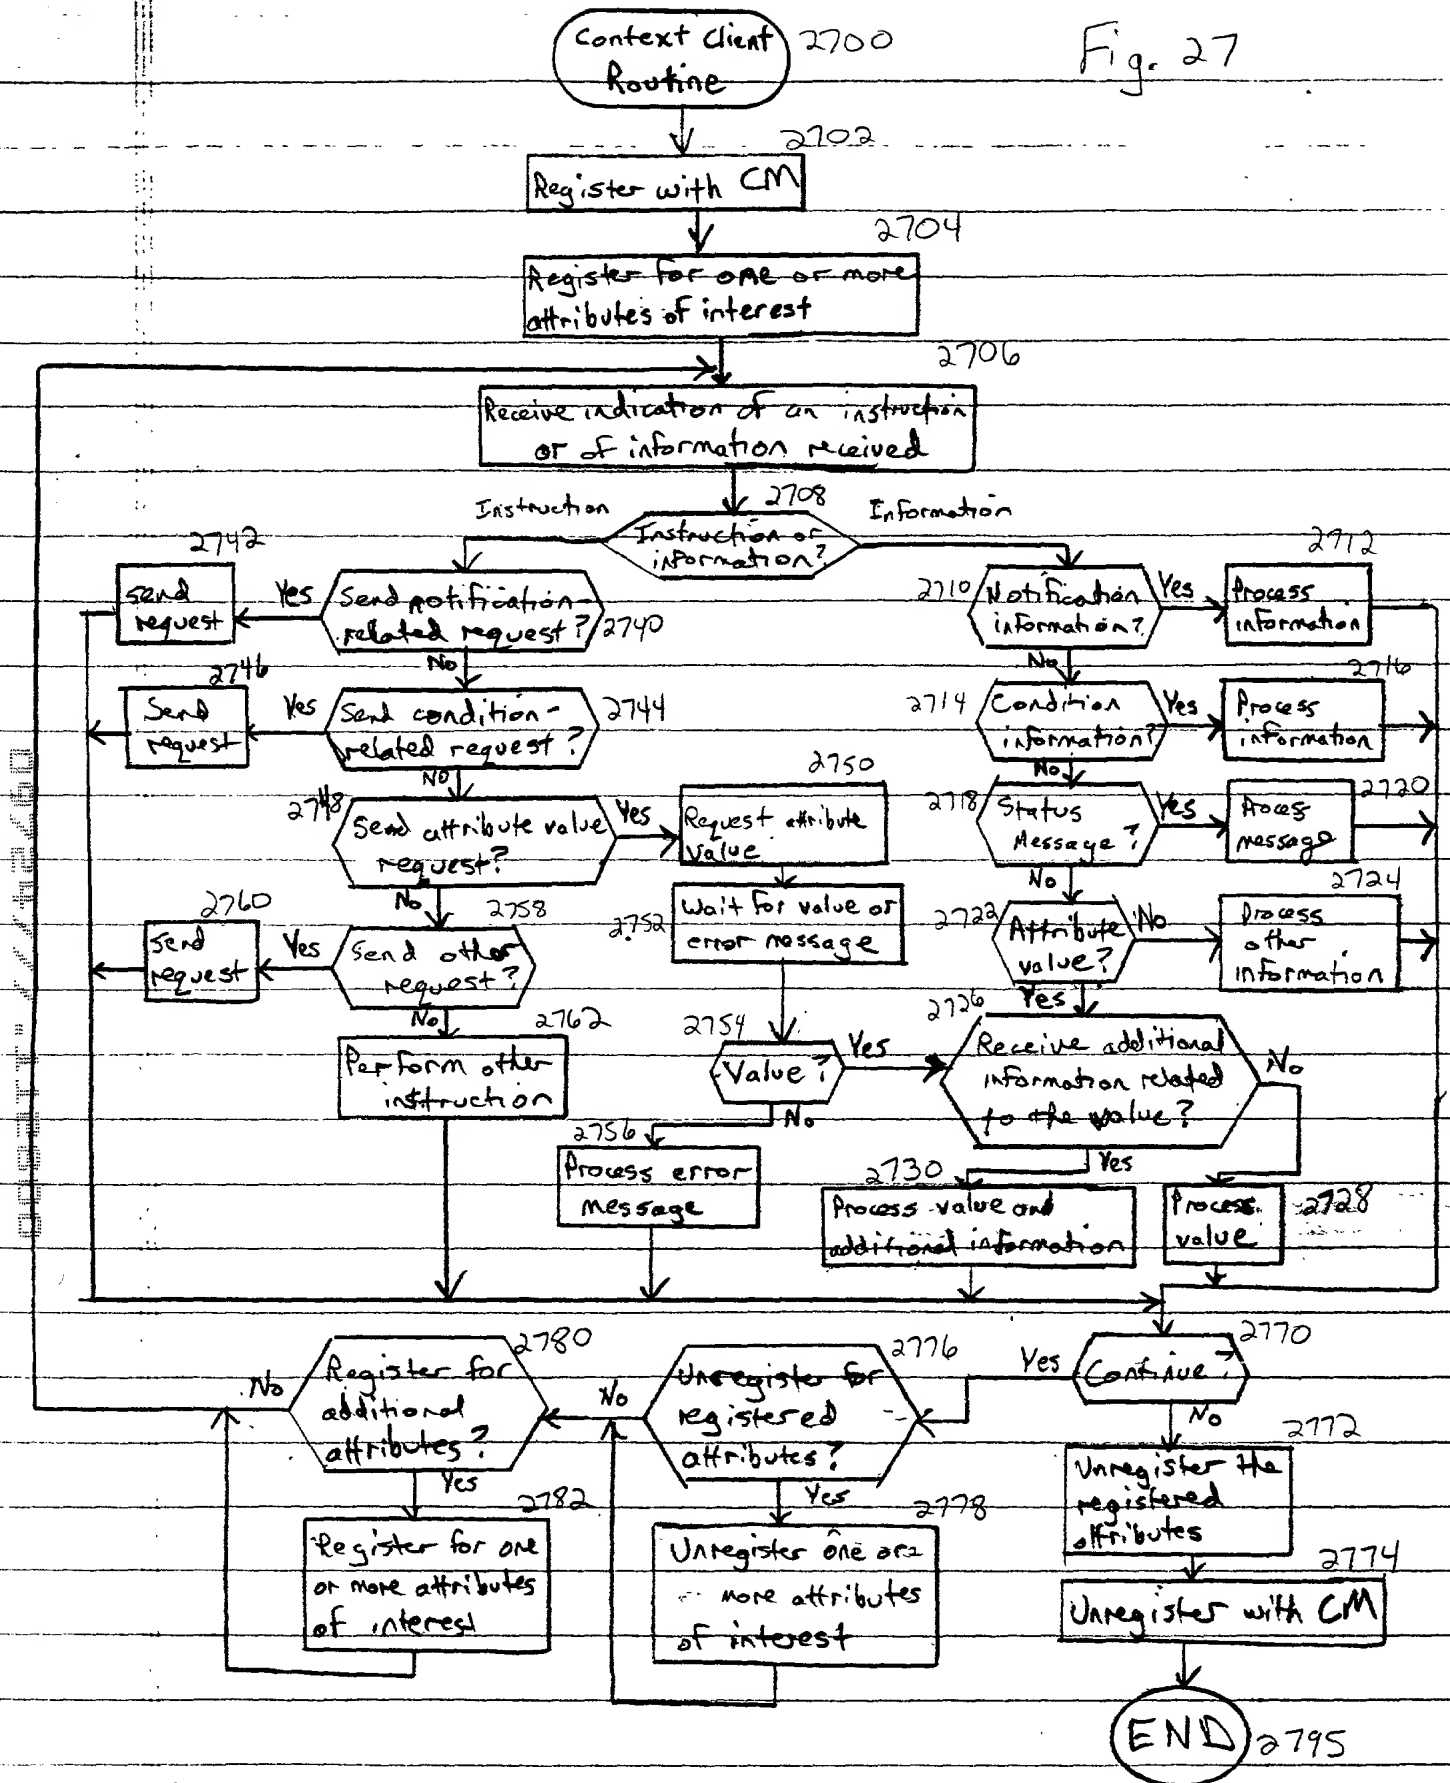 Context Client
Routine
2700
Fig. 27
2702
Register with CM
2704
Register for one or more
attributes of interest
2706
Receive indication of an instruction
or of information received
2708
Instruction
Information
Instruction or
information?
2742
Send
request
Yes
Send notification-
related request?
2740
No
2710
Notification
information?
Yes
2712
Process
information
No
2746
Send
request
Yes
Send condition-
related request?
2744
No
2714
Condition
information?
Yes
2716
Process
information
No
2748
Send attribute value
request?
Yes
2750
Request attribute
value
No
2718
Status
Message?
Yes
2720
Process
message
No
2752
Wait for value or
error message
2722
Attribute
value?
No
2724
Process
other
information
Yes
2760
Send
request
Yes
2758
Send other
request?
No
2762
Perform other
instruction
2754
Value?
Yes
No
2726
Receive additional
information related
to the value?
No
Yes
2756
Process error
message
2730
Process value and
additional information
2728
Process
value
2770
Continue?
Yes
No
2776
Unregister for
registered
attributes?
No
Yes
2780
Register for
additional
attributes?
No
Yes
2782
Register for one
or more attributes
of interest
2778
Unregister one or
more attributes
of interest
2772
Unregister the
registered
attributes
2774
Unregister with CM
END
2795